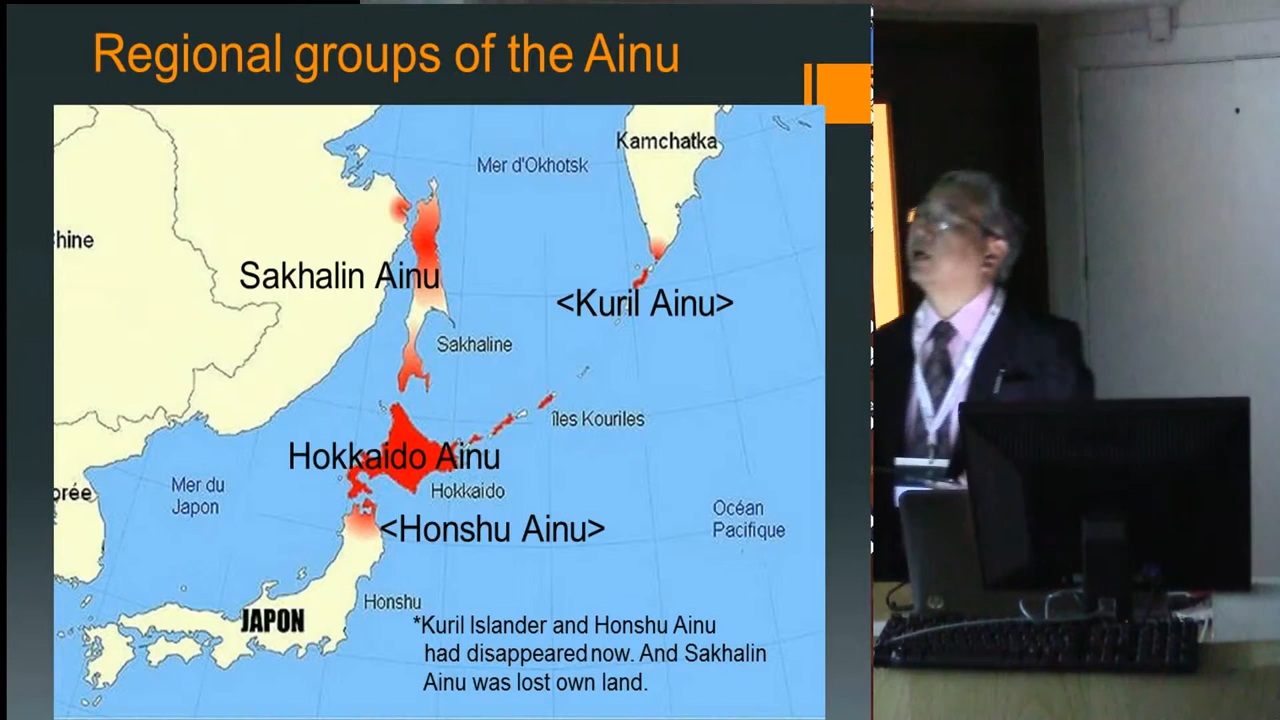 Regional groups of the Ainu
Kamchatka
Mer d'Okhotsk
hine
Sakhalin Ainu
<Kuril Ainu>
Sakhaline
îles Kouriles
Hokkaido Ainu
Hokkaido
orée
Mer du
Japon
Océan
Pacifique
<Honshu Ainu>
Honshu
JAPON
*Kuril Islander and Honshu Ainu
had disappeared now. And Sakhalin
Ainu was lost own land.